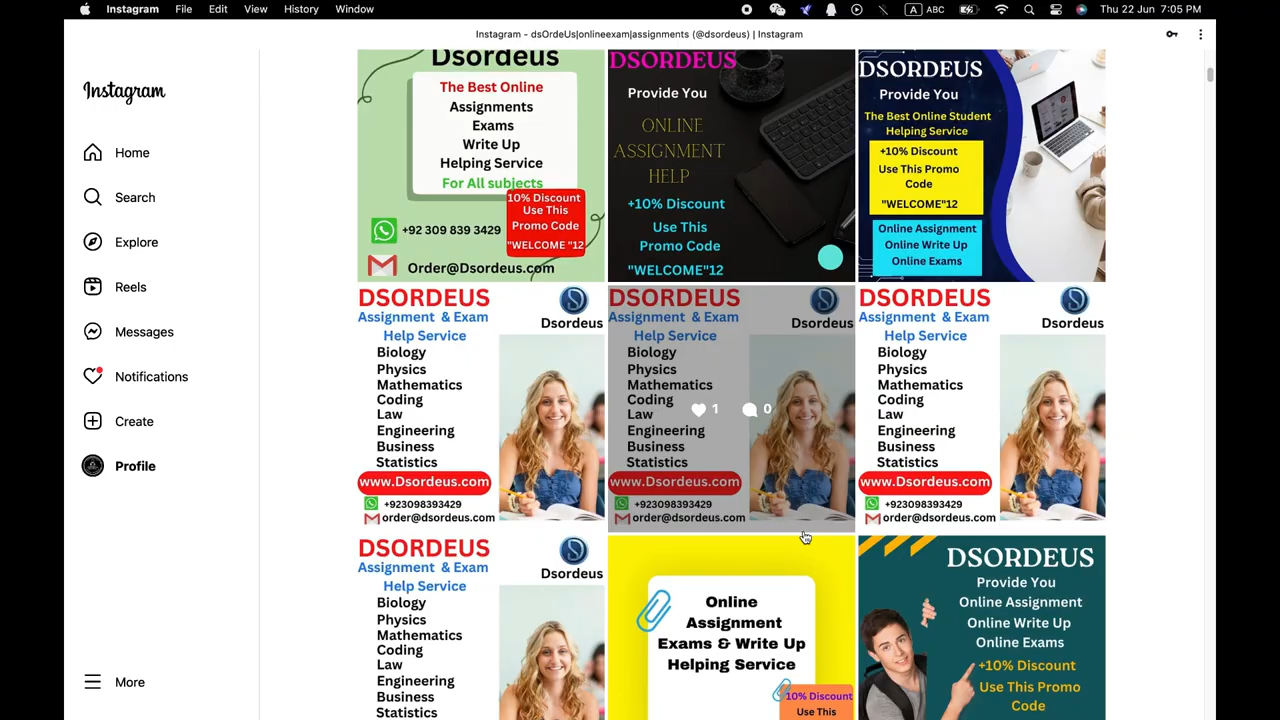 Instagram File Edit View History Window
A ABC
Thu 22 Jun 7:05 PM
Instagram - dsOrdeUs|onlineexam|assignments (@dsordeus) | Instagram
Instagram
Home
Search
Explore
Reels
Messages
Notifications
Create
Profile
More
Dsordeus
The Best Online
Assignments
Exams
Write Up
Helping Service
For All subjects
10% Discount
Use This
Promo Code
"WELCOME "12
+92 309 839 3429
Order@Dsordeus.com
DSORDEUS
Provide You
ONLINE
ASSIGNMENT
HELP
+10% Discount
Use This
Promo Code
"WELCOME"12
DSORDEUS
Provide You
The Best Online Student
Helping Service
+10% Discount
Use This Promo
Code
"WELCOME"12
Online Assignment
Online Write Up
Online Exams
DSORDEUS
Assignment & Exam
Help Service
Dsordeus
Biology
Physics
Mathematics
Coding
Law
Engineering
Business
Statistics
www.Dsordeus.com
+923098393429
order@dsordeus.com
DSORDEUS
Assignment & Exam
Help Service
Dsordeus
Biology
Physics
Mathematics
Coding
Law
Engineering
Business
Statistics
1 0
www.Dsordeus.com
+923098393429
order@dsordeus.com
DSORDEUS
Assignment & Exam
Help Service
Dsordeus
Biology
Physics
Mathematics
Coding
Law
Engineering
Business
Statistics
www.Dsordeus.com
+923098393429
order@dsordeus.com
DSORDEUS
Assignment & Exam
Help Service
Dsordeus
Biology
Physics
Mathematics
Coding
Law
Engineering
Business
Statistics
Online
Assignment
Exams & Write Up
Helping Service
10% Discount
Use This
DSORDEUS
Provide You
Online Assignment
Online Write Up
Online Exams
+10% Discount
Use This Promo
Code